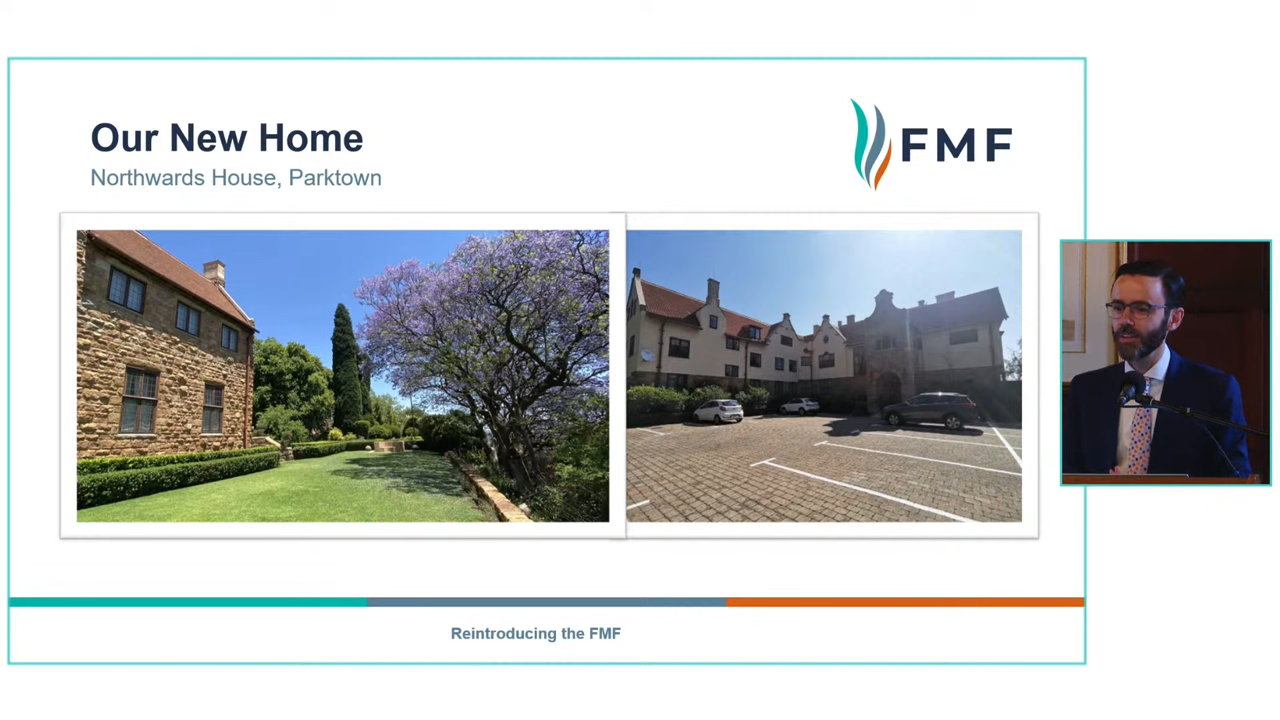 Our New Home
Northwards House, Parktown
FMF
Reintroducing the FMF